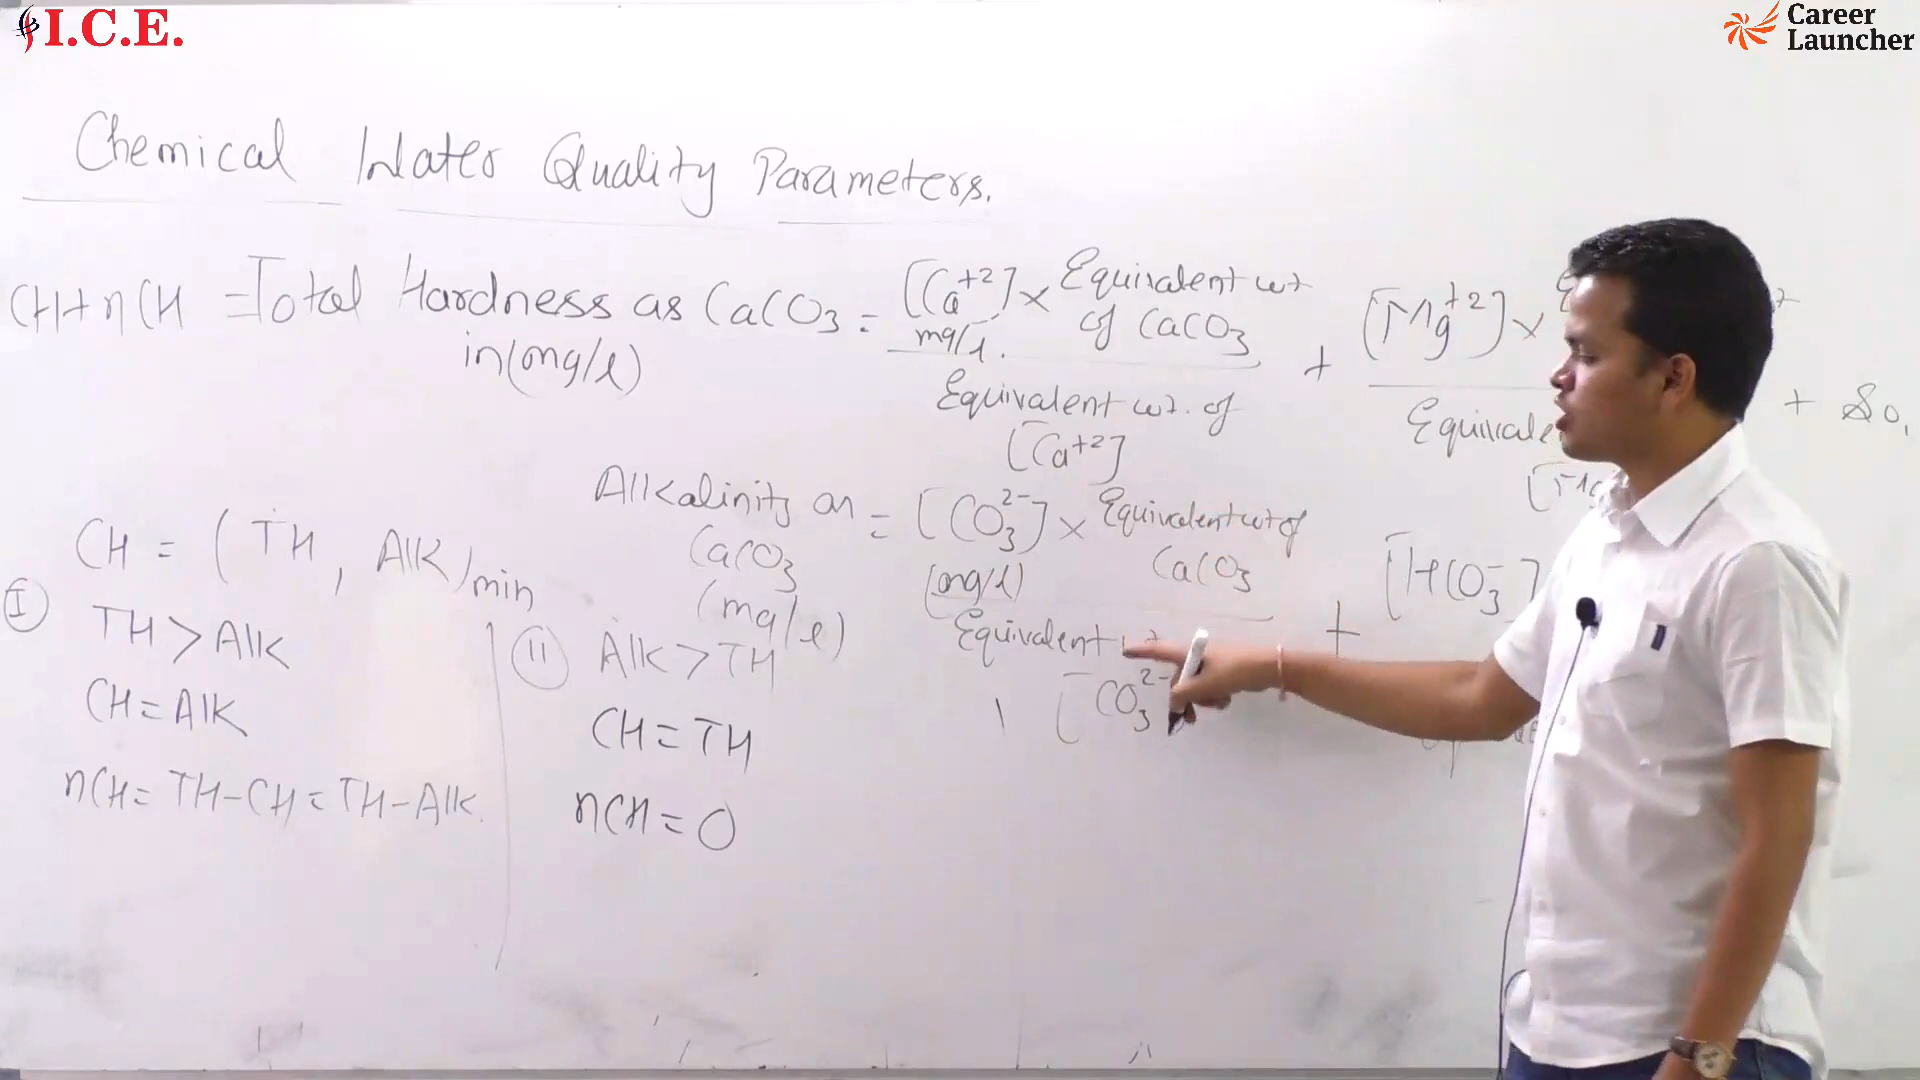 I.C.E.
Career
Launcher
Chemical Water Quality Parameters.
CH+nCH = Total Hardness as CaCO3 = [Ca+2] × Equivalent wt of CaCO3 + [Mg+2] ×
in(mg/l)
mg/l.
Equivalent wt. of
[Ca+2]
Alkalinity as = [CO3 2-] × Equivalent wt of
CaCO3
(mg/l)
(mg/l)
CaCO3
Equivalent
[CO3 2-
+ [HCO3-]
CH = (TH, Alk)min
I
TH > Alk
CH = Alk
nCH = TH-CH = TH-Alk.
II
Alk > TH
CH = TH
nCH = 0